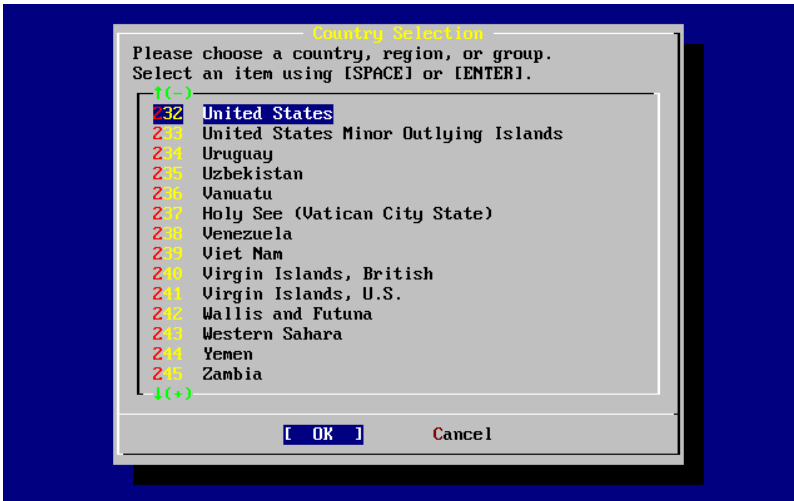 Country Selection
Please choose a country, region, or group.
Select an item using [SPACE] or [ENTER].
↑(-)
232 United States
233 United States Minor Outlying Islands
234 Uruguay
235 Uzbekistan
236 Vanuatu
237 Holy See (Vatican City State)
238 Venezuela
239 Viet Nam
240 Virgin Islands, British
241 Virgin Islands, U.S.
242 Wallis and Futuna
243 Western Sahara
244 Yemen
245 Zambia
↓(+)
[ OK ] Cancel